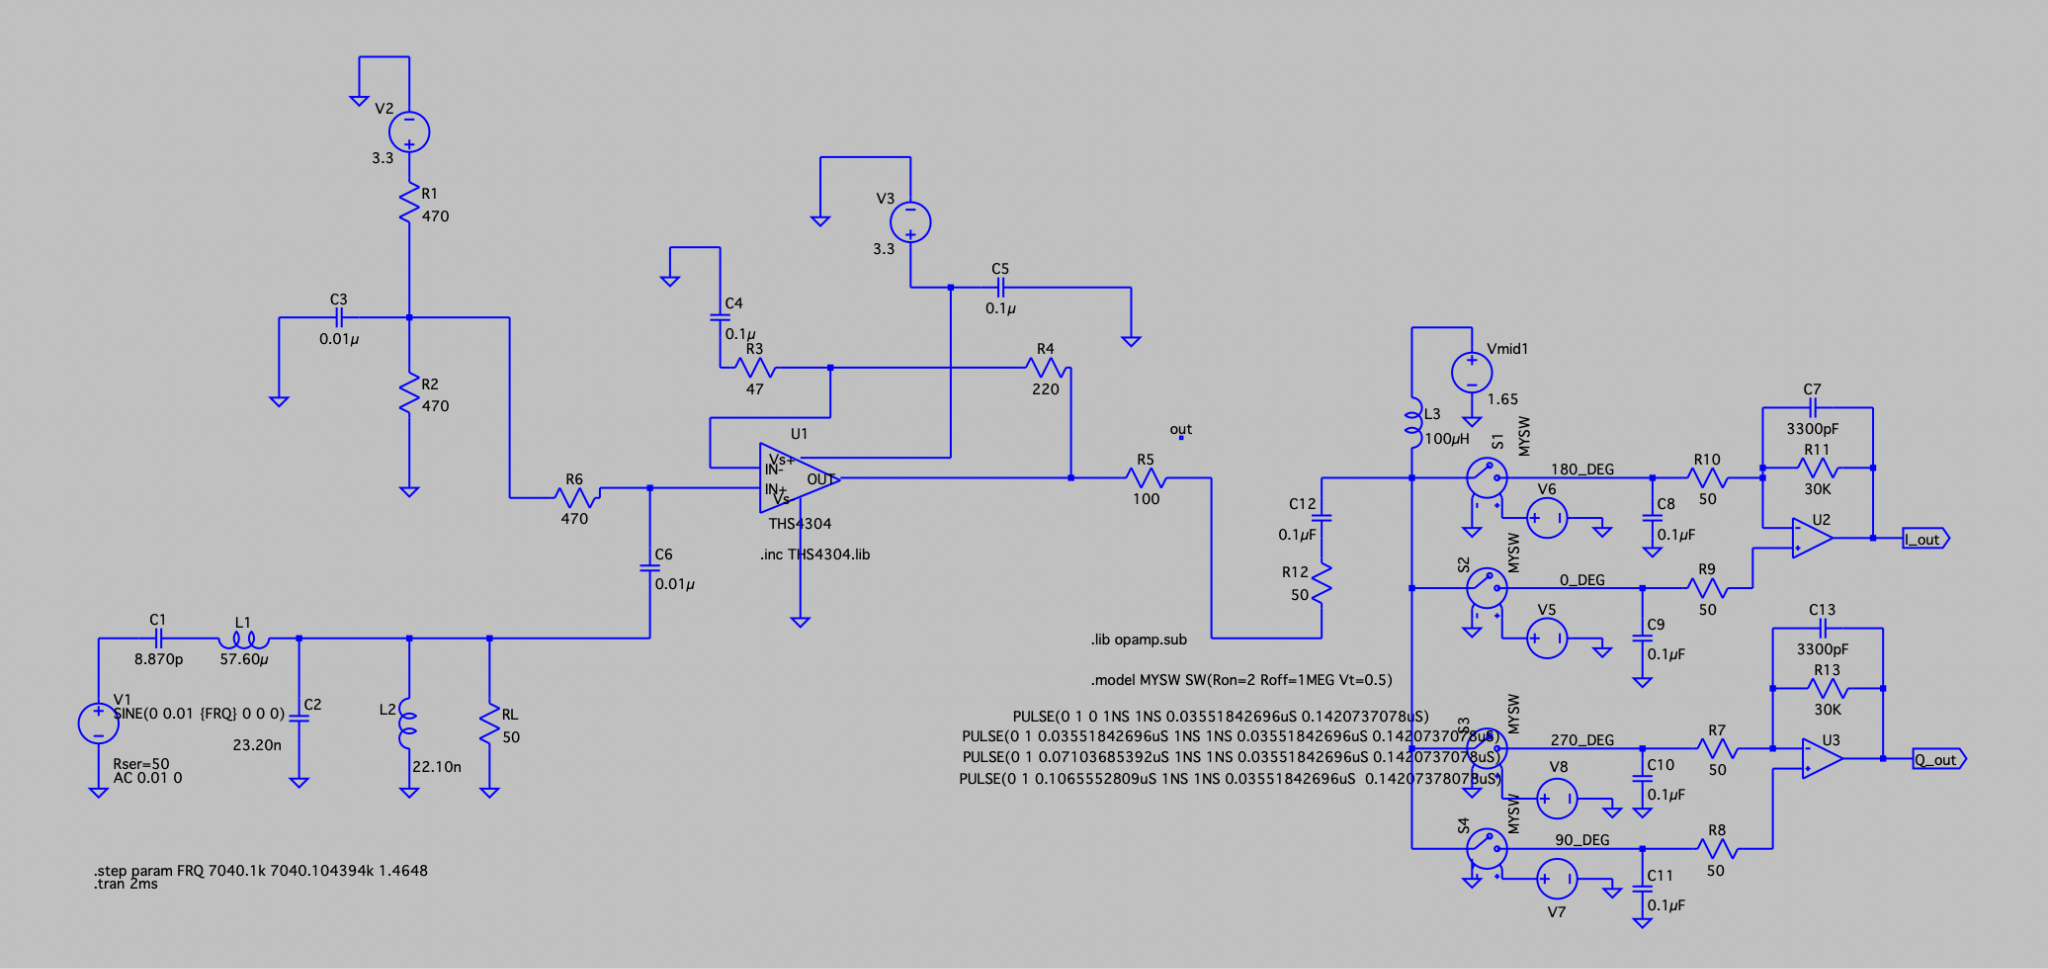 V2
3.3
R1
470
C3
0.01µ
R2
470
V3
3.3
C4
0.1µ
C5
0.1µ
R3
47
R4
220
U1
Vs+
IN-
IN+
Vs-
OUT
THS4304
.inc THS4304.lib
R6
470
C6
0.01µ
C1
8.870p
L1
57.60µ
V1
SINE(0 0.01 {FRQ} 0 0 0)
Rser=50
AC 0.01 0
C2
23.20n
L2
22.10n
RL
50
.step param FRQ 7040.1k 7040.104394k 1.4648
.tran 2ms
out
R5
100
C12
0.1µF
R12
50
.lib opamp.sub
.model MYSW SW(Ron=2 Roff=1MEG Vt=0.5)
PULSE(0 1 0 1NS 1NS 0.03551842696uS 0.1420737078uS)
PULSE(0 1 0.03551842696uS 1NS 1NS 0.03551842696uS 0.1420737078uS)
PULSE(0 1 0.07103685392uS 1NS 1NS 0.03551842696uS 0.1420737078uS)
PULSE(0 1 0.1065552809uS 1NS 1NS 0.03551842696uS 0.14207378078uS)
Vmid1
1.65
L3
100µH
S1
MYSW
180_DEG
V6
C8
0.1µF
R10
50
C7
3300pF
R11
30K
U2
I_out
S2
MYSW
0_DEG
V5
C9
0.1µF
R9
50
C13
3300pF
R13
30K
S3
MYSW
270_DEG
V8
C10
0.1µF
R7
50
U3
Q_out
S4
MYSW
90_DEG
V7
C11
0.1µF
R8
50